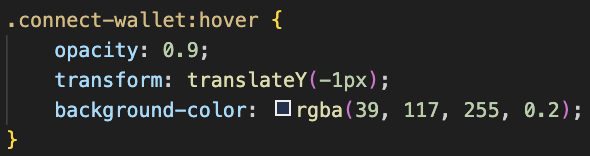 .connect-wallet:hover {
    opacity: 0.9;
    transform: translateY(-1px);
    background-color: rgba(39, 117, 255, 0.2);
}